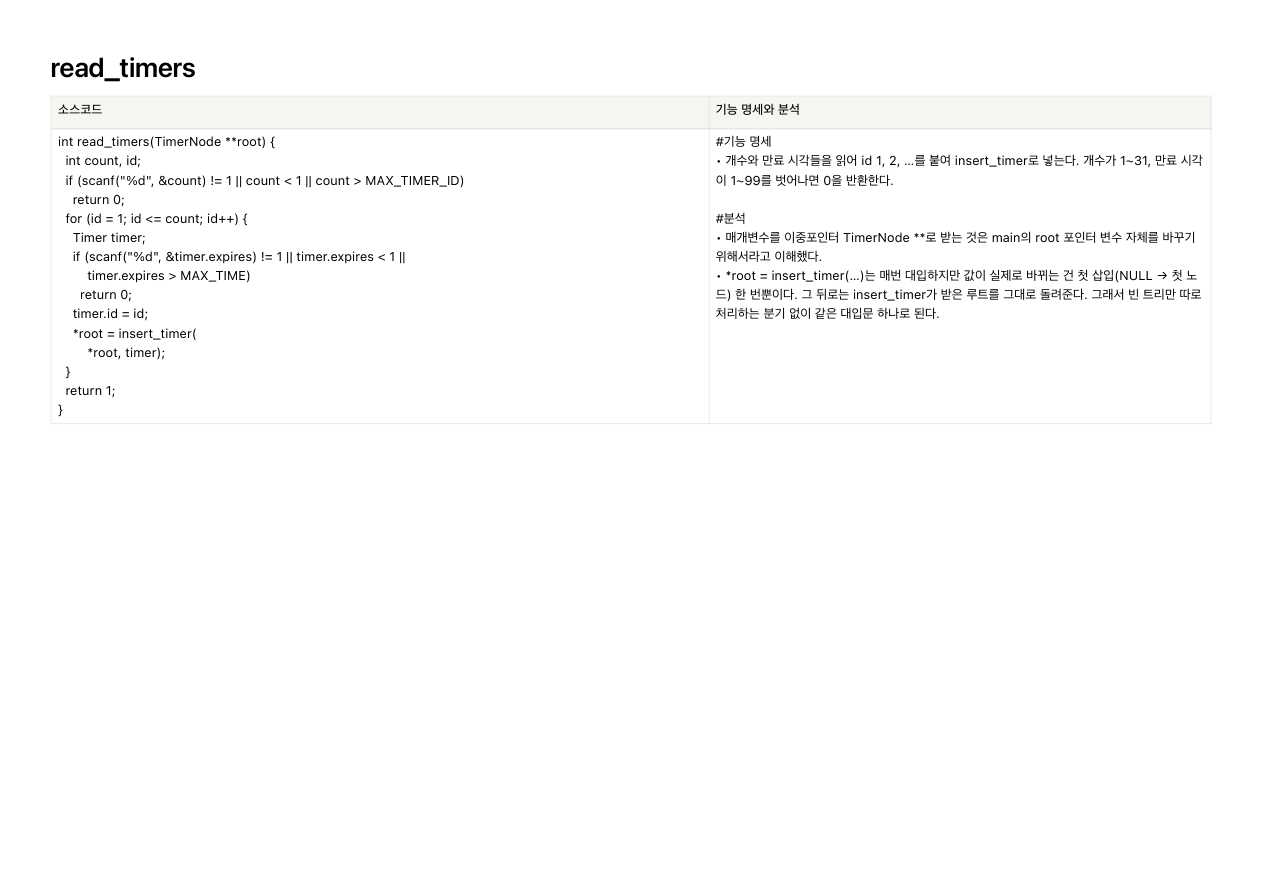 read_timers
소스코드
기능 명세와 분석
int read_timers(TimerNode **root) {
  int count, id;
  if (scanf("%d", &count) != 1 || count < 1 || count > MAX_TIMER_ID)
    return 0;
  for (id = 1; id <= count; id++) {
    Timer timer;
    if (scanf("%d", &timer.expires) != 1 || timer.expires < 1 ||
        timer.expires > MAX_TIME)
      return 0;
    timer.id = id;
    *root = insert_timer(
        *root, timer);
  }
  return 1;
}
#기능 명세
• 개수와 만료 시각들을 읽어 id 1, 2, …를 붙여 insert_timer로 넣는다. 개수가 1~31, 만료 시각
이 1~99를 벗어나면 0을 반환한다.
#분석
• 매개변수를 이중포인터 TimerNode **로 받는 것은 main의 root 포인터 변수 자체를 바꾸기
위해서라고 이해했다.
• *root = insert_timer(…)는 매번 대입하지만 값이 실제로 바뀌는 건 첫 삽입(NULL → 첫 노
드) 한 번뿐이다. 그 뒤로는 insert_timer가 받은 루트를 그대로 돌려준다. 그래서 빈 트리만 따로
처리하는 분기 없이 같은 대입문 하나로 된다.